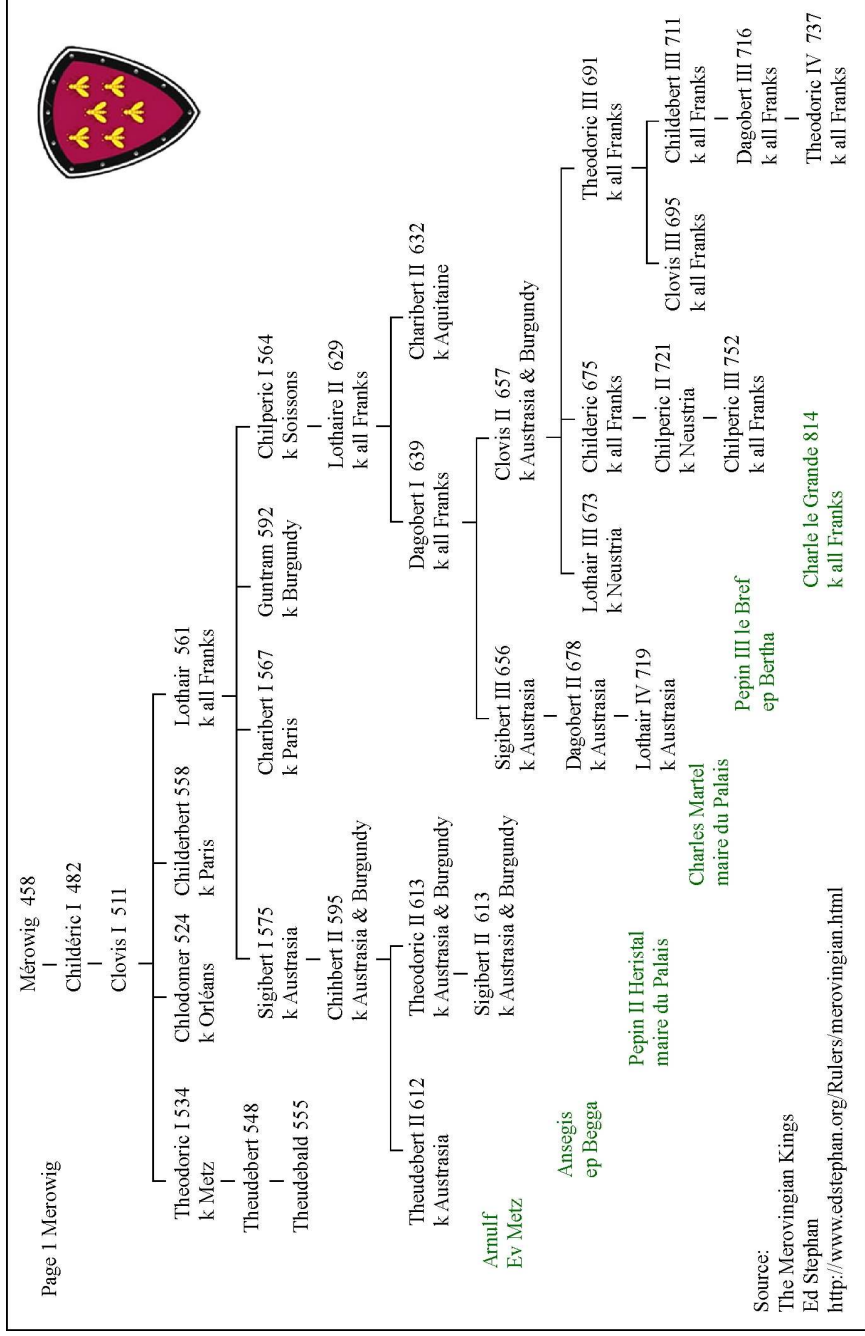 Page 1 Merowig
Mérowig 458
Childéric I 482
Clovis I 511
Theodoric I 534
k Metz
Chlodomer 524
k Orléans
Childerbert 558
k Paris
Lothair 561
k all Franks
Theudebert 548
Theudebald 555
Sigibert I 575
k Austrasia
Charibert I 567
k Paris
Guntram 592
k Burgundy
Chilperic I 564
k Soissons
Chihbert II 595
k Austrasia & Burgundy
Lothaire II 629
k all Franks
Theudebert II 612
k Austrasia
Theodoric II 613
k Austrasia & Burgundy
Dagobert I 639
k all Franks
Charibert II 632
k Aquitaine
Sigibert II 613
k Austrasia & Burgundy
Sigibert III 656
k Austrasia
Clovis II 657
k Austrasia & Burgundy
Arnulf
Ev Metz
Ansegis
ep Begga
Dagobert II 678
k Austrasia
Lothair III 673
k Neustria
Childeric 675
k all Franks
Theodoric III 691
k all Franks
Pepin II Heristal
maire du Palais
Lothair IV 719
k Austrasia
Chilperic II 721
k Neustria
Clovis III 695
k all Franks
Childebert III 711
k all Franks
Charles Martel
maire du Palais
Chilperic III 752
k all Franks
Dagobert III 716
k all Franks
Pepin III le Bref
ep Bertha
Charle le Grande 814
k all Franks
Theodoric IV 737
k all Franks
Source:
The Merovingian Kings
Ed Stephan
http://www.edstephan.org/Rulers/merovingian.html